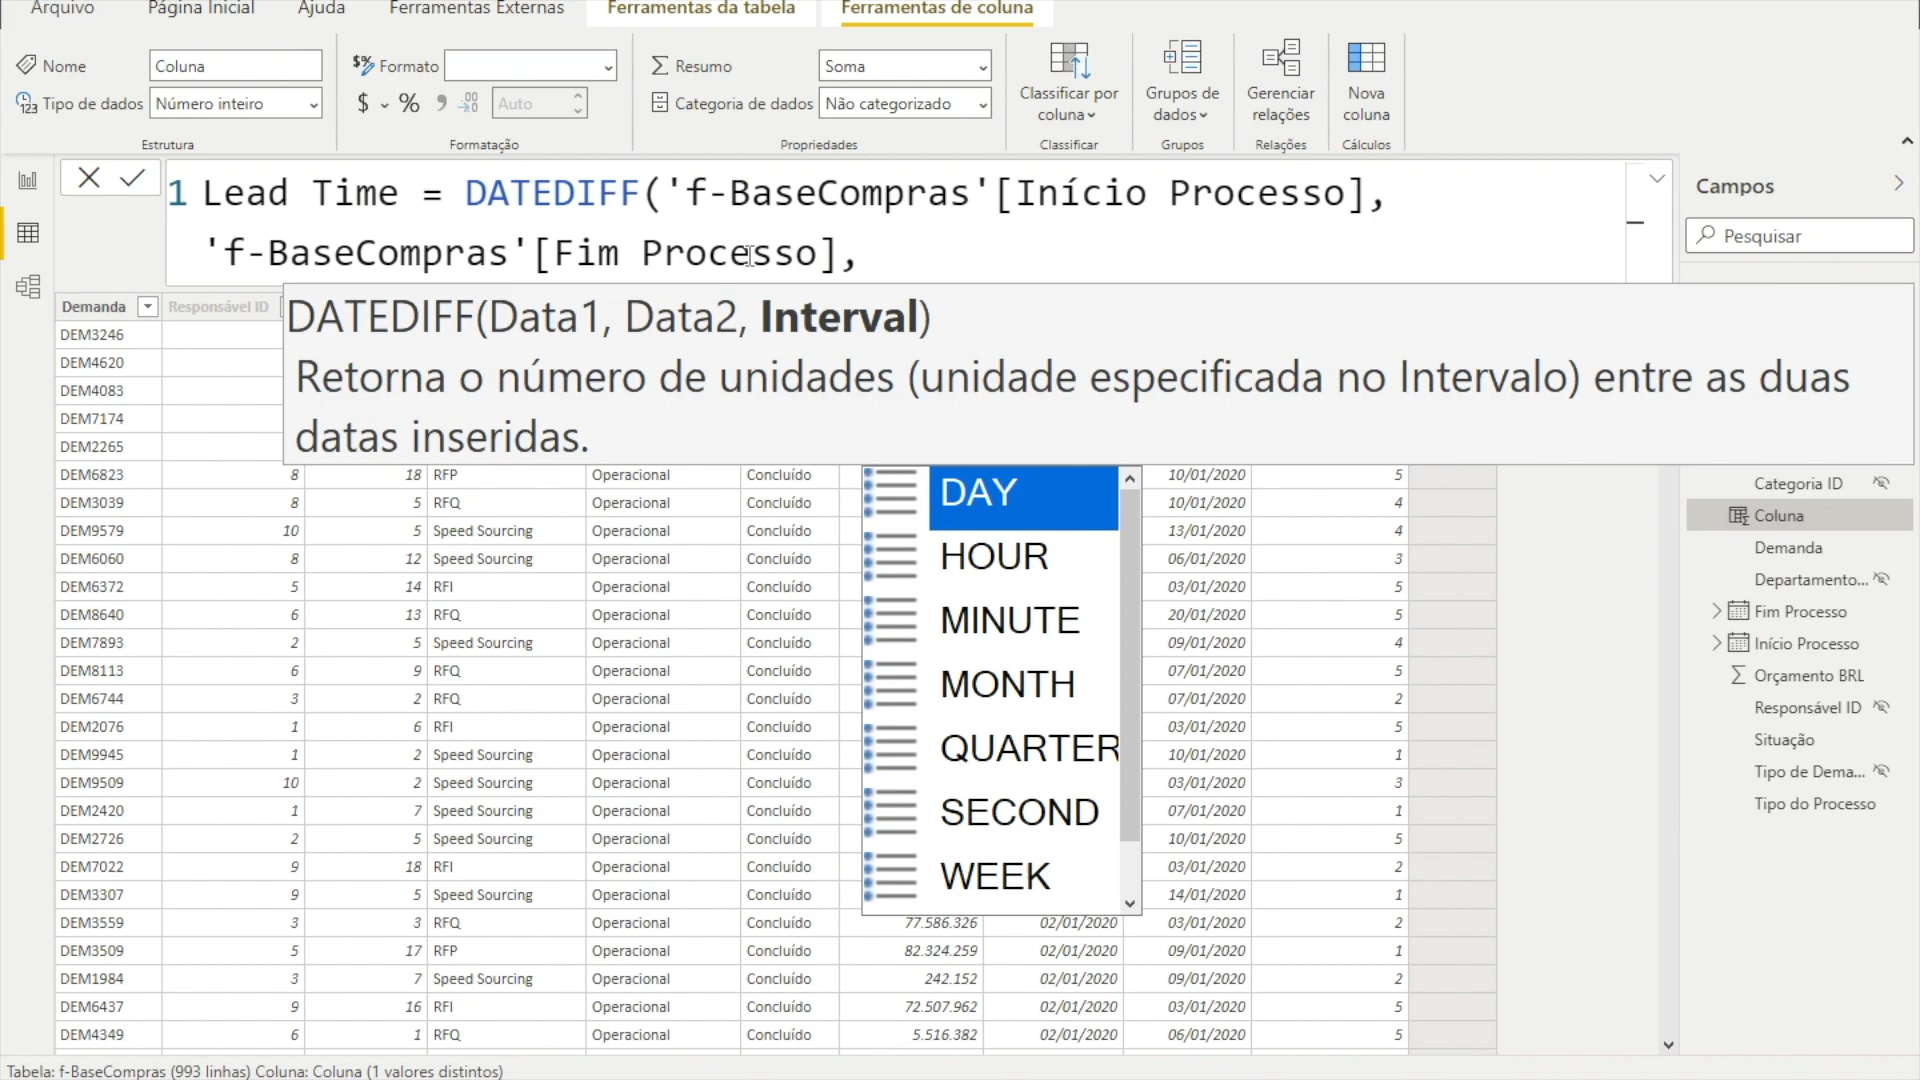 Arquivo Página Inicial Ajuda Ferramentas Externas Ferramentas da tabela Ferramentas de coluna
Nome Coluna
Tipo de dados Número inteiro
Estrutura
Formato
$ % Auto
Formatação
Resumo Soma
Categoria de dados Não categorizado
Propriedades
Classificar por
coluna
Classificar
Grupos de
dados
Grupos
Gerenciar
relações
Relações
Nova
coluna
Cálculos
1 Lead Time = DATEDIFF('f-BaseCompras'[Início Processo],
'f-BaseCompras'[Fim Processo],
DATEDIFF(Data1, Data2, Interval)
Retorna o número de unidades (unidade especificada no Intervalo) entre as duas
datas inseridas.
DAY
HOUR
MINUTE
MONTH
QUARTER
SECOND
WEEK
Demanda Responsável ID
DEM3246
DEM4620
DEM4083
DEM7174
DEM2265
DEM6823 8 18 RFP Operacional Concluído 10/01/2020 5
DEM3039 8 5 RFQ Operacional Concluído 10/01/2020 4
DEM9579 10 5 Speed Sourcing Operacional Concluído 13/01/2020 4
DEM6060 8 12 Speed Sourcing Operacional Concluído 06/01/2020 3
DEM6372 5 14 RFI Operacional Concluído 03/01/2020 5
DEM8640 6 13 RFQ Operacional Concluído 20/01/2020 5
DEM7893 2 5 Speed Sourcing Operacional Concluído 09/01/2020 4
DEM8113 6 9 RFQ Operacional Concluído 07/01/2020 5
DEM6744 3 2 RFQ Operacional Concluído 07/01/2020 2
DEM2076 1 6 RFI Operacional Concluído 03/01/2020 5
DEM9945 1 2 Speed Sourcing Operacional Concluído 10/01/2020 1
DEM9509 10 2 Speed Sourcing Operacional Concluído 03/01/2020 3
DEM2420 1 7 Speed Sourcing Operacional Concluído 07/01/2020 1
DEM2726 2 5 Speed Sourcing Operacional Concluído 10/01/2020 5
DEM7022 9 18 RFI Operacional Concluído 03/01/2020 2
DEM3307 9 5 Speed Sourcing Operacional Concluído 14/01/2020 1
DEM3559 3 3 RFQ Operacional Concluído 77.586.326 02/01/2020 03/01/2020 2
DEM3509 5 17 RFP Operacional Concluído 82.324.259 02/01/2020 09/01/2020 1
DEM1984 3 7 Speed Sourcing Operacional Concluído 242.152 02/01/2020 09/01/2020 2
DEM6437 9 16 RFI Operacional Concluído 72.507.962 02/01/2020 03/01/2020 5
DEM4349 6 1 RFQ Operacional Concluído 5.516.382 02/01/2020 06/01/2020 5
Campos
Pesquisar
Categoria ID
Coluna
Demanda
Departamento...
Fim Processo
Início Processo
Orçamento BRL
Responsável ID
Situação
Tipo de Dema...
Tipo do Processo
Tabela: f-BaseCompras (993 linhas) Coluna: Coluna (1 valores distintos)